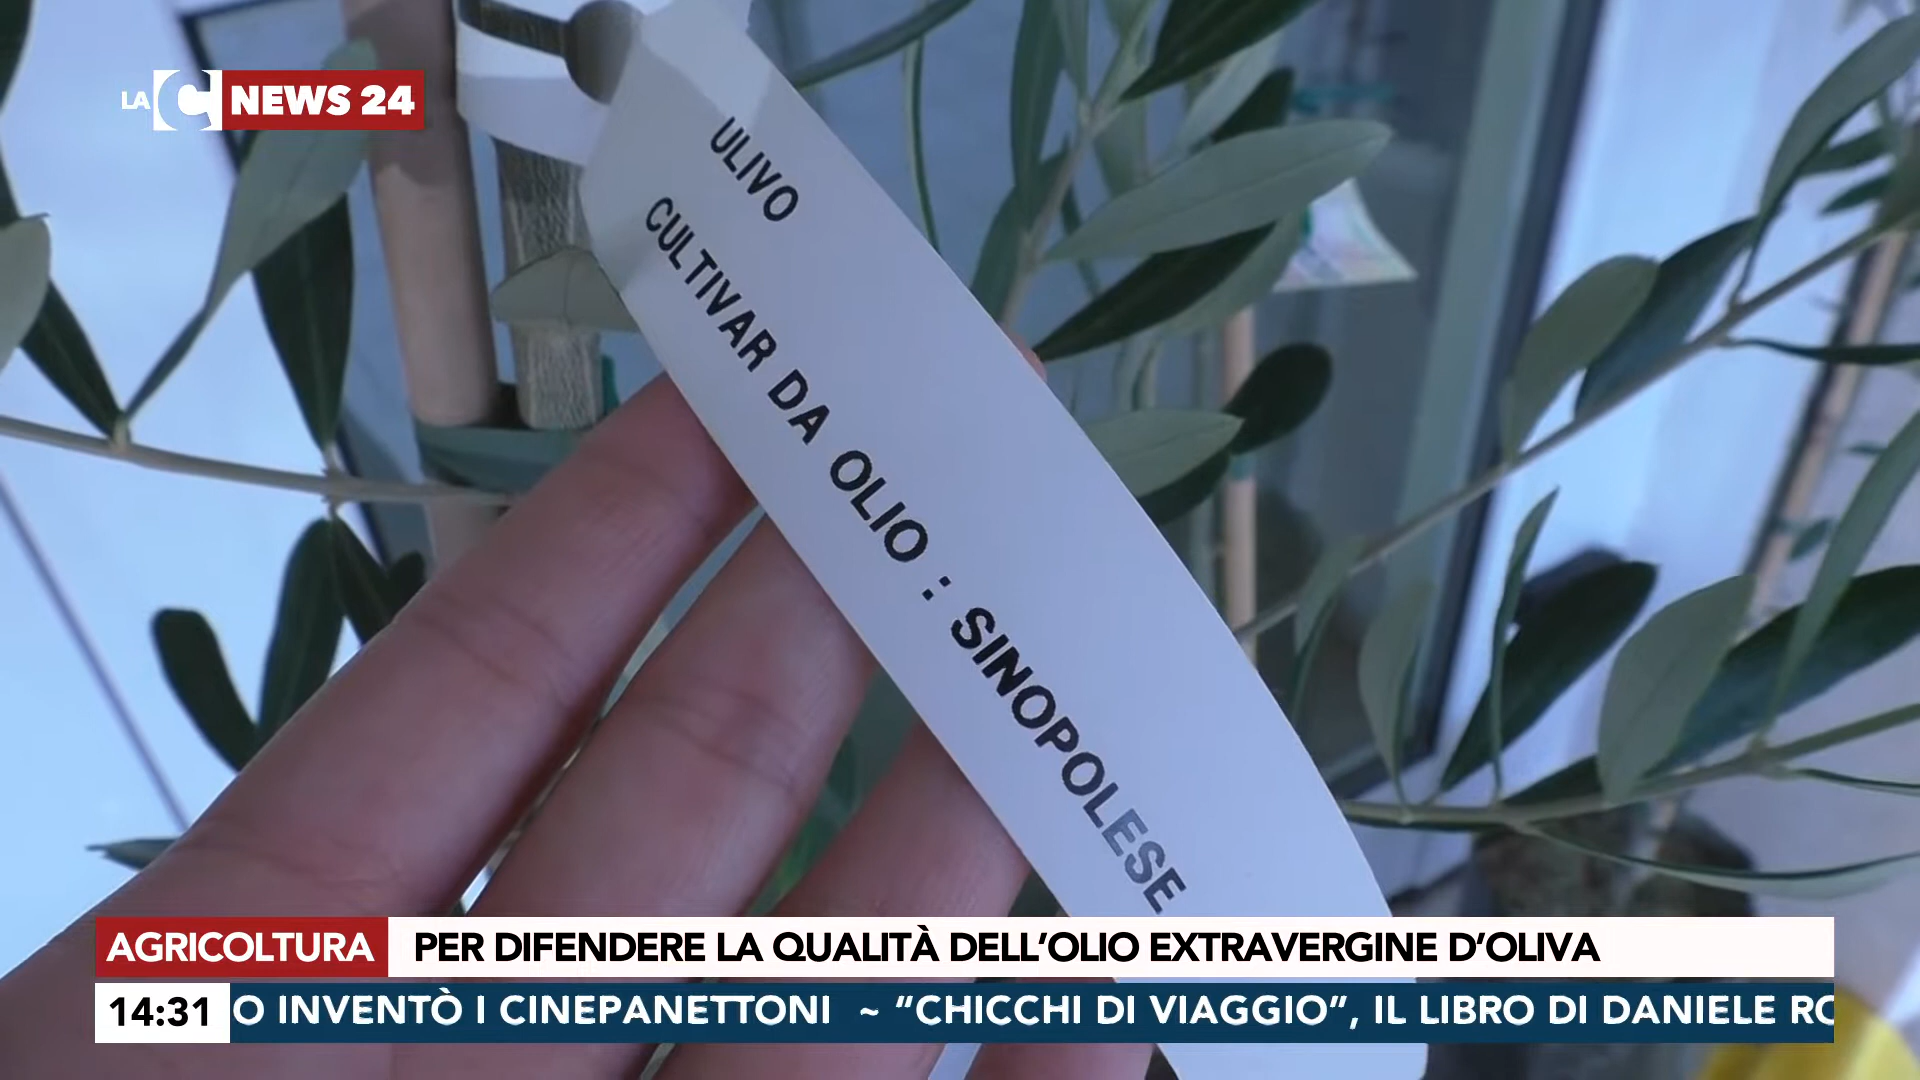 LA C NEWS 24
ULIVO
CULTIVAR DA OLIO : SINOPOLESE
AGRICOLTURA PER DIFENDERE LA QUALITÀ DELL’OLIO EXTRAVERGINE D’OLIVA
14:31 O INVENTÒ I CINEPANETTONI ~ “CHICCHI DI VIAGGIO”, IL LIBRO DI DANIELE RO